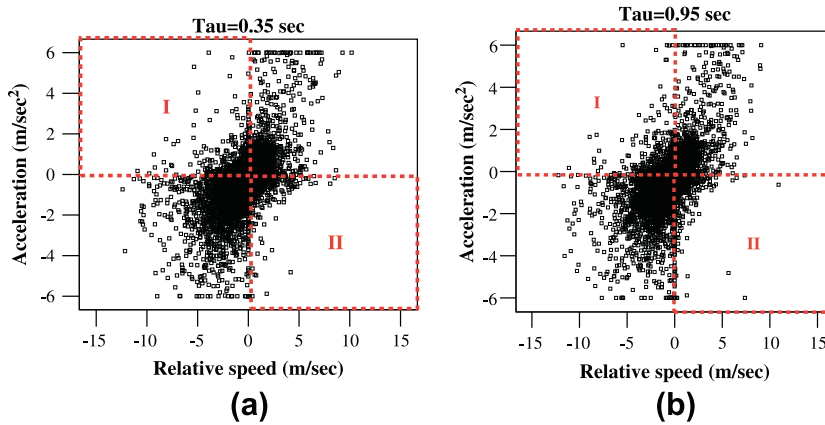 Tau=0.35 sec
Acceleration (m/sec²)
6
4
2
0
-2
-4
-6
I
II
-15
-10
-5
0
5
10
15
Relative speed (m/sec)
(a)
Tau=0.95 sec
Acceleration (m/sec²)
6
4
2
0
-2
-4
-6
I
II
-15
-10
-5
0
5
10
15
Relative speed (m/sec)
(b)